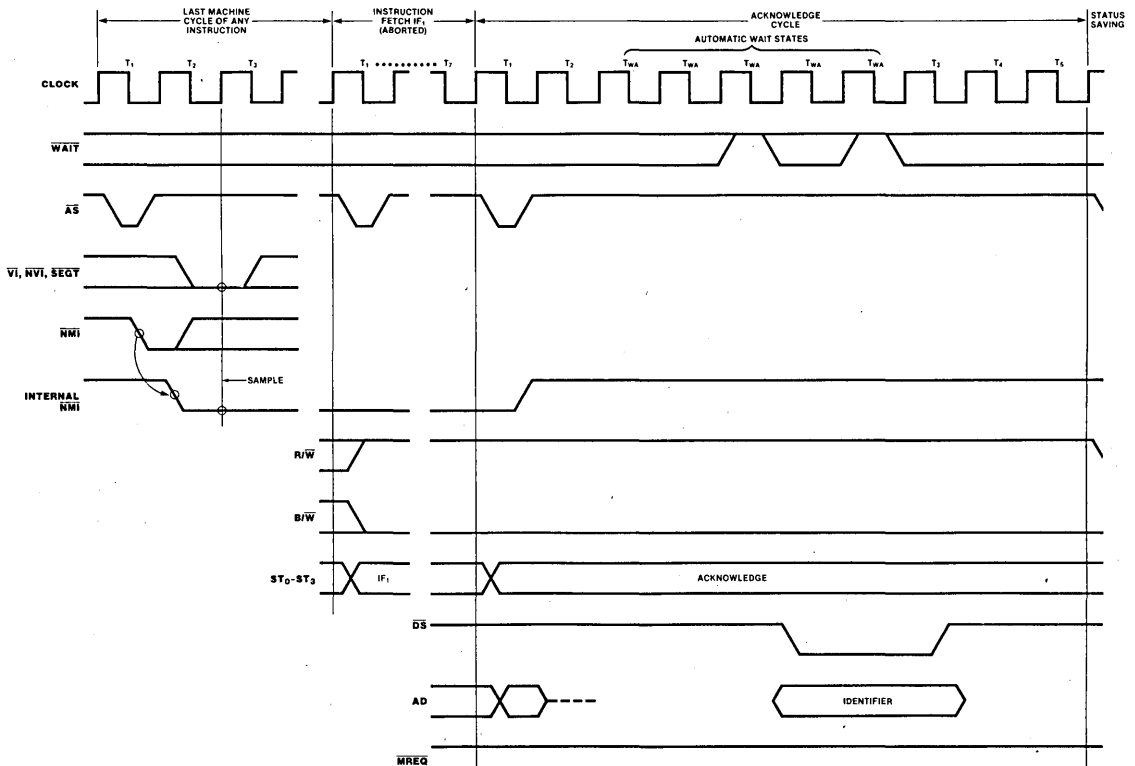 LAST MACHINE
CYCLE OF ANY
INSTRUCTION
INSTRUCTION
FETCH IF₁
(ABORTED)
ACKNOWLEDGE
CYCLE
STATUS
SAVING
AUTOMATIC WAIT STATES
T₁ T₂ T₃ T₁ T₇ T₁ T₂ TWA TWA TWA TWA TWA T₃ T₄ T₅
CLOCK
WAIT
AS
VI, NVI, SEGT
NMI
SAMPLE
INTERNAL
NMI
R/W
B/W
ST₀-ST₃
IF₁
ACKNOWLEDGE
DS
AD
IDENTIFIER
MREQ